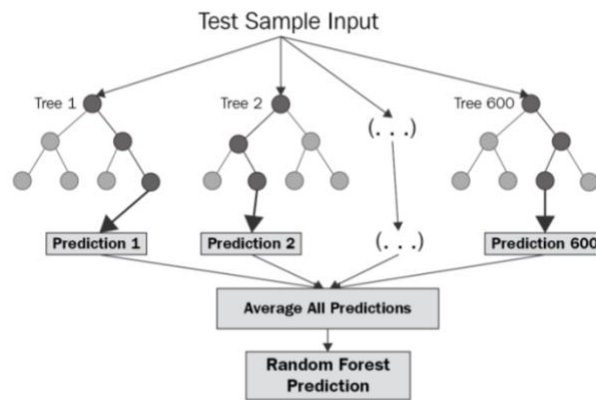 Test Sample Input
Tree 1
Tree 2
Tree 600
(. . .)
Prediction 1
Prediction 2
(. . .)
Prediction 600
Average All Predictions
Random Forest
Prediction